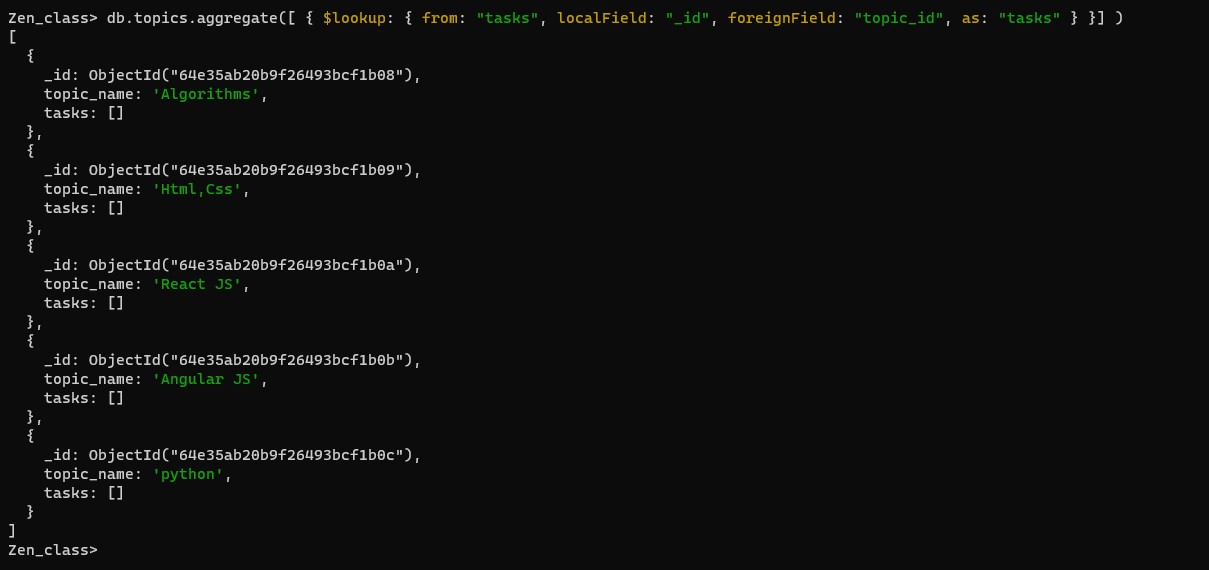 Zen_class> db.topics.aggregate([ { $lookup: { from: "tasks", localField: "_id", foreignField: "topic_id", as: "tasks" } }] )
[
  {
    _id: ObjectId("64e35ab20b9f26493bcf1b08"),
    topic_name: 'Algorithms',
    tasks: []
  },
  {
    _id: ObjectId("64e35ab20b9f26493bcf1b09"),
    topic_name: 'Html,Css',
    tasks: []
  },
  {
    _id: ObjectId("64e35ab20b9f26493bcf1b0a"),
    topic_name: 'React JS',
    tasks: []
  },
  {
    _id: ObjectId("64e35ab20b9f26493bcf1b0b"),
    topic_name: 'Angular JS',
    tasks: []
  },
  {
    _id: ObjectId("64e35ab20b9f26493bcf1b0c"),
    topic_name: 'python',
    tasks: []
  }
]
Zen_class>